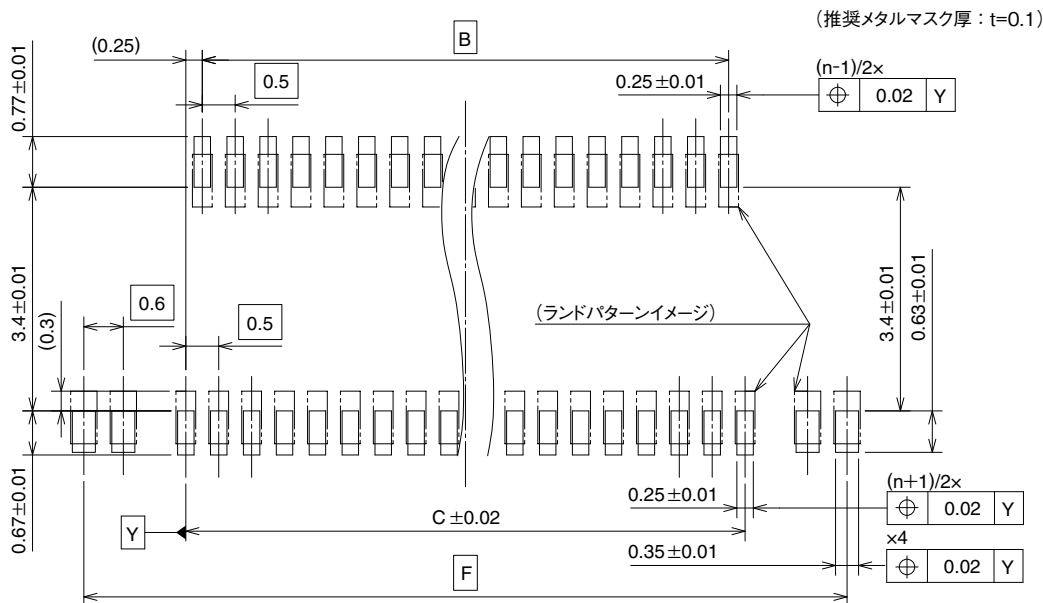 (推奨メタルマスク厚：t=0.1)
B
(0.25)
0.5
0.25±0.01
(n-1)/2×
0.02 Y
0.77±0.01
3.4±0.01
(0.3)
0.6
0.5
(ランドパターンイメージ)
3.4±0.01
0.63±0.01
0.67±0.01
Y
C±0.02
0.25±0.01
(n+1)/2×
0.02 Y
0.35±0.01
×4
0.02 Y
F